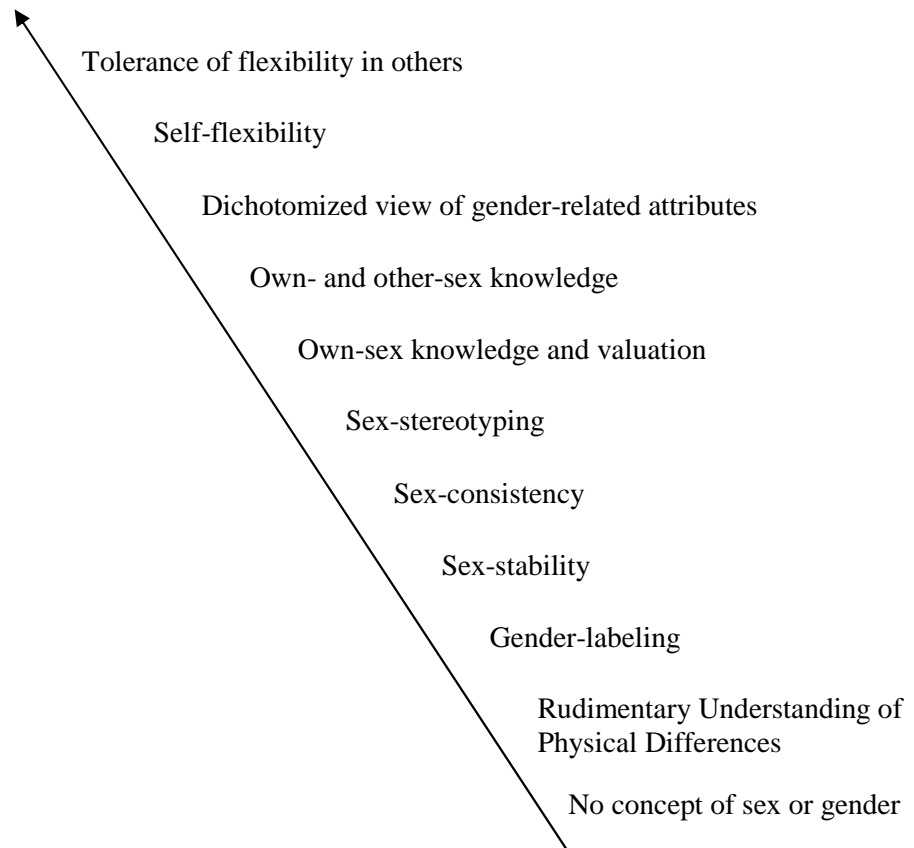 Tolerance of flexibility in others
Self-flexibility
Dichotomized view of gender-related attributes
Own- and other-sex knowledge
Own-sex knowledge and valuation
Sex-stereotyping
Sex-consistency
Sex-stability
Gender-labeling
Rudimentary Understanding of
Physical Differences
No concept of sex or gender